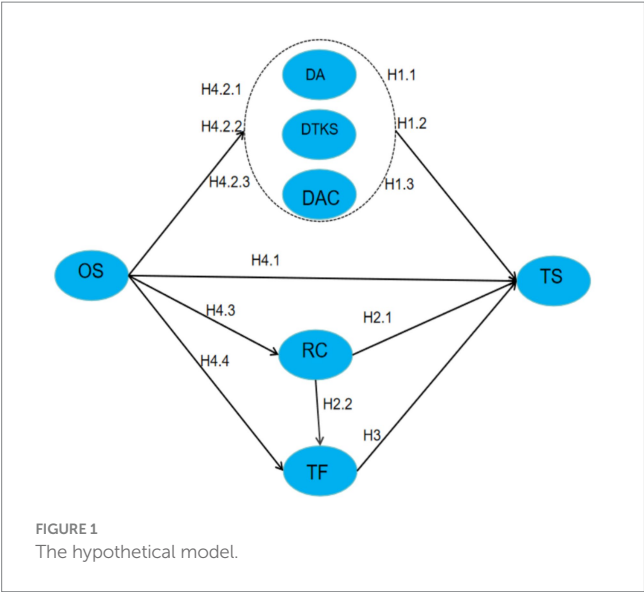 DA
H1.1
H4.2.1
H4.2.2
DTKS
H1.2
H4.2.3
DAC
H1.3
OS
H4.1
TS
H4.3
H2.1
RC
H4.4
H2.2
H3
TF
FIGURE 1
The hypothetical model.